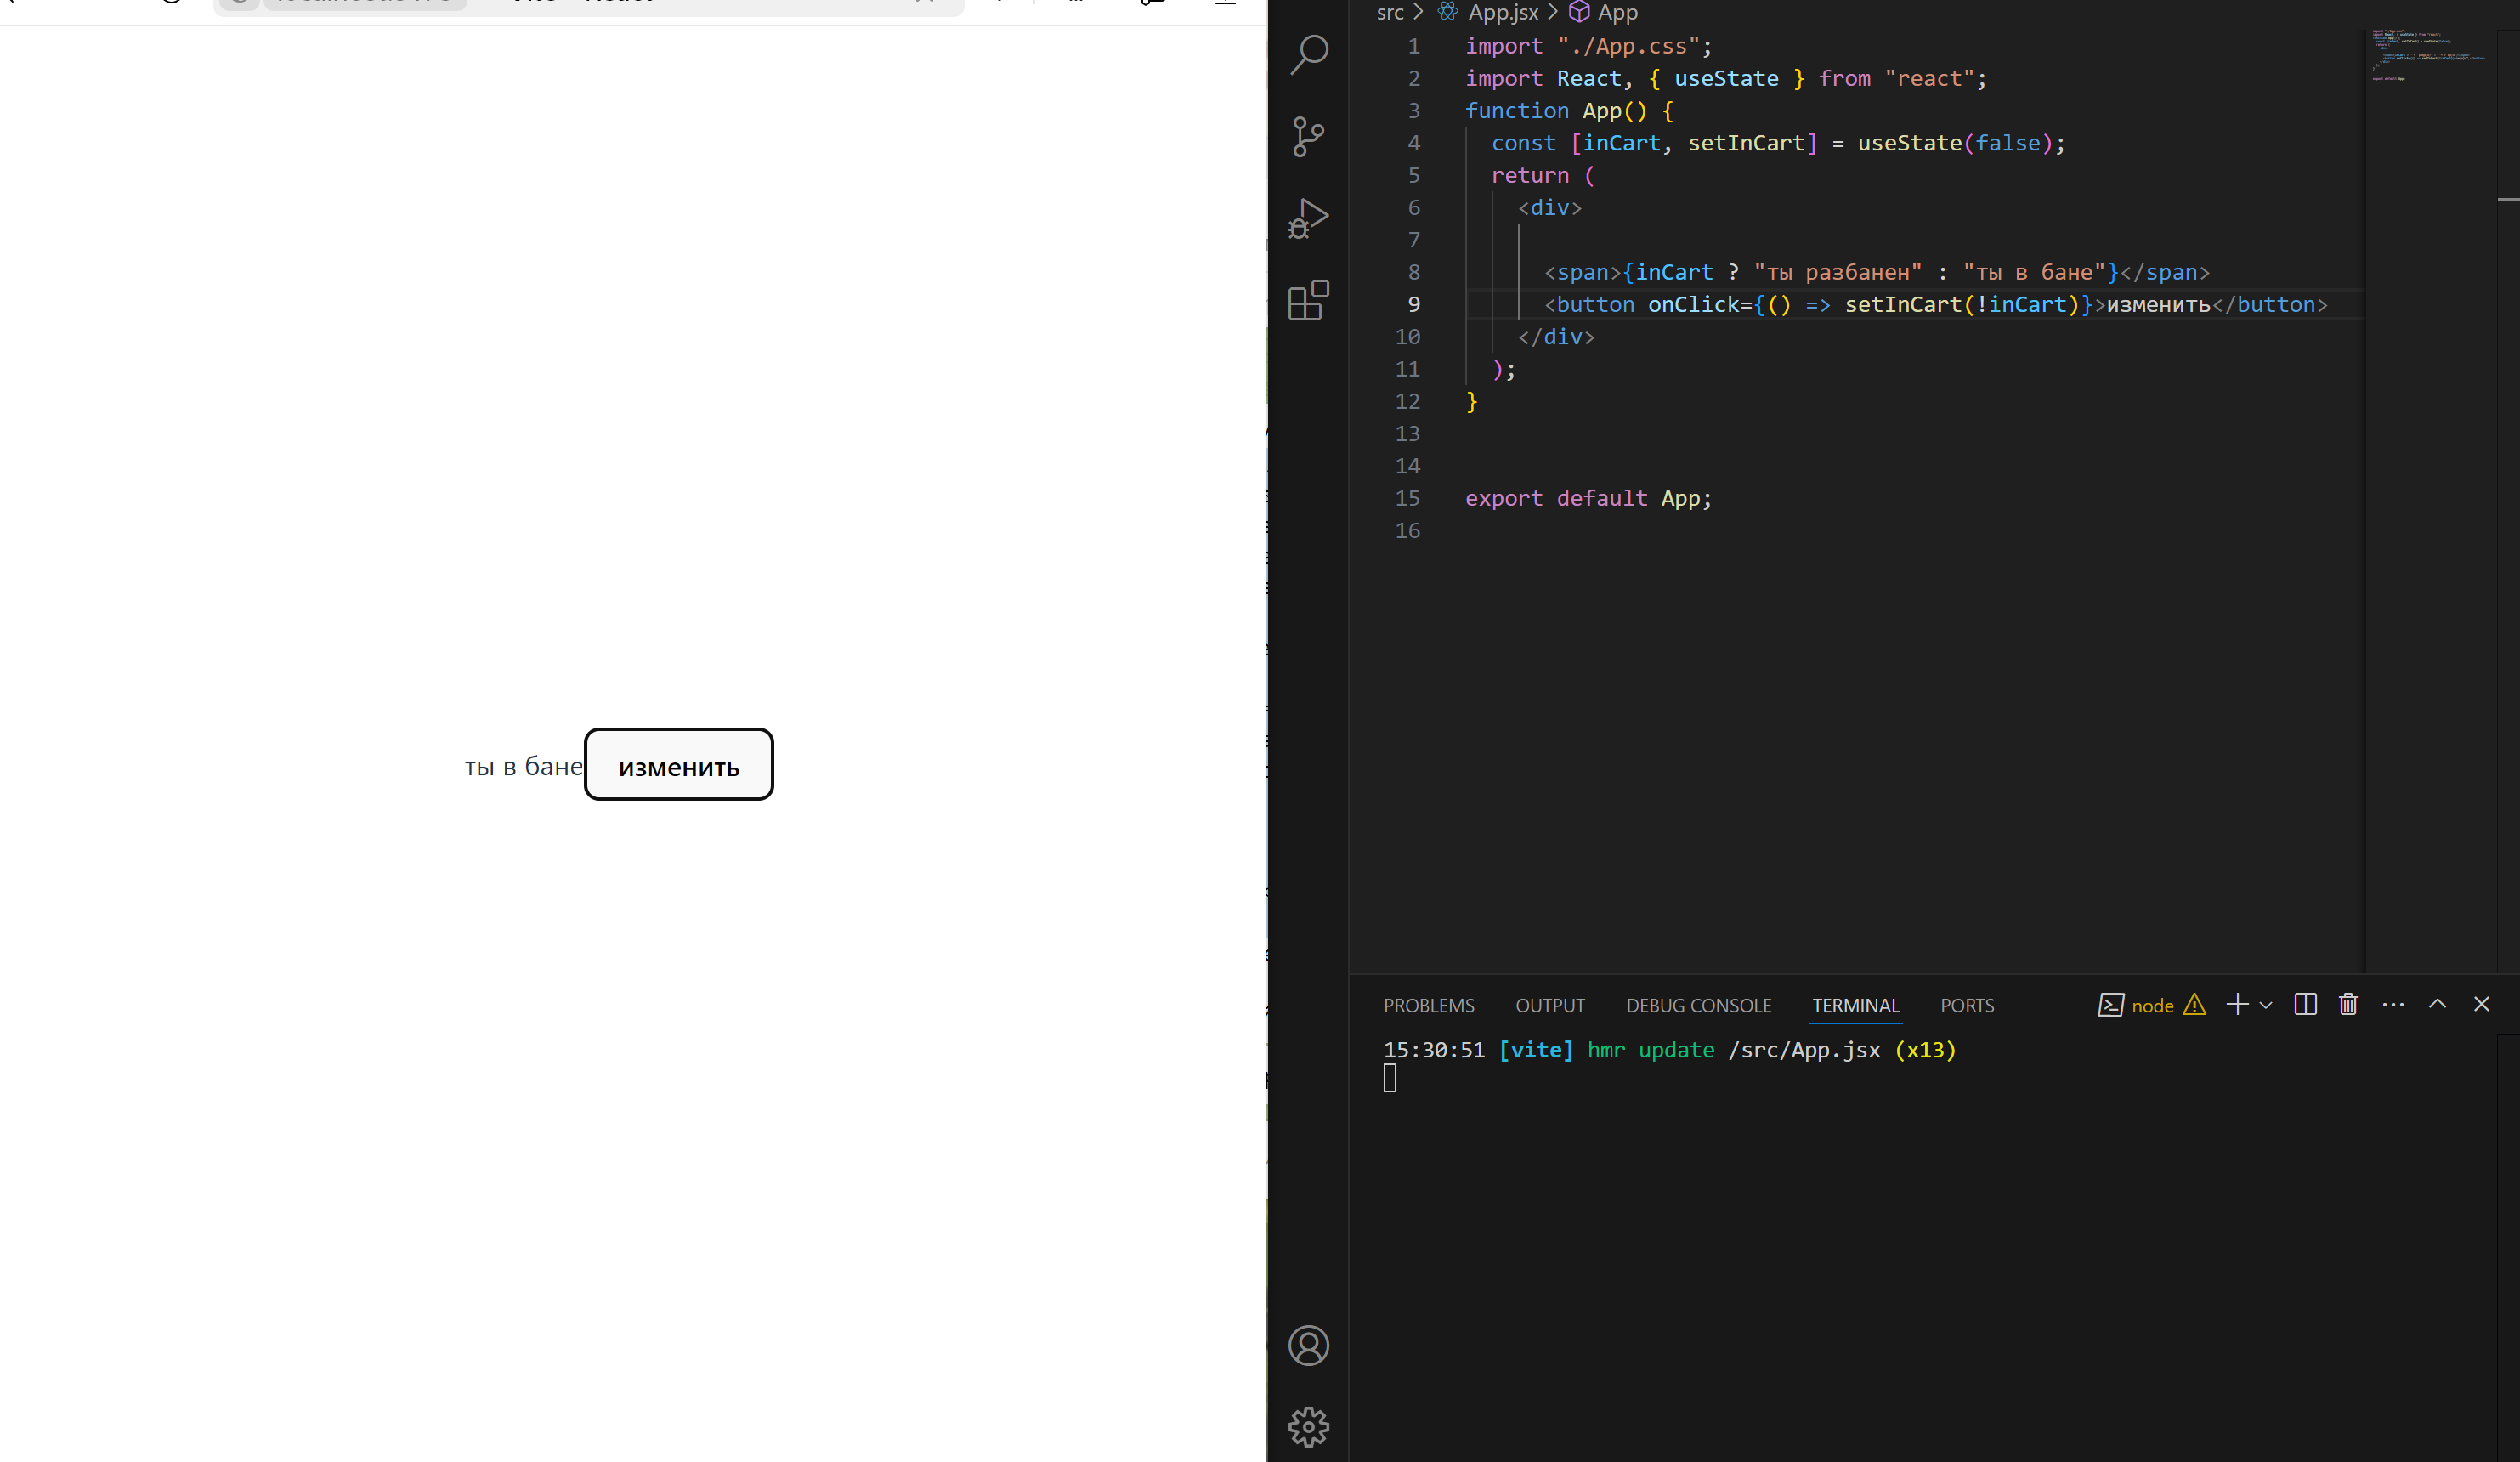 src > App.jsx > App
1 import "./App.css";
2 import React, { useState } from "react";
3 function App() {
4 const [inCart, setInCart] = useState(false);
5 return (
6 <div>
7
8 <span>{inCart ? "ты разбанен" : "ты в бане"}</span>
9 <button onClick={() => setInCart(!inCart)}>изменить</button>
10 </div>
11 );
12 }
13
14
15 export default App;
16
ты в бане
изменить
PROBLEMS OUTPUT DEBUG CONSOLE TERMINAL PORTS node
15:30:51 [vite] hmr update /src/App.jsx (x13)